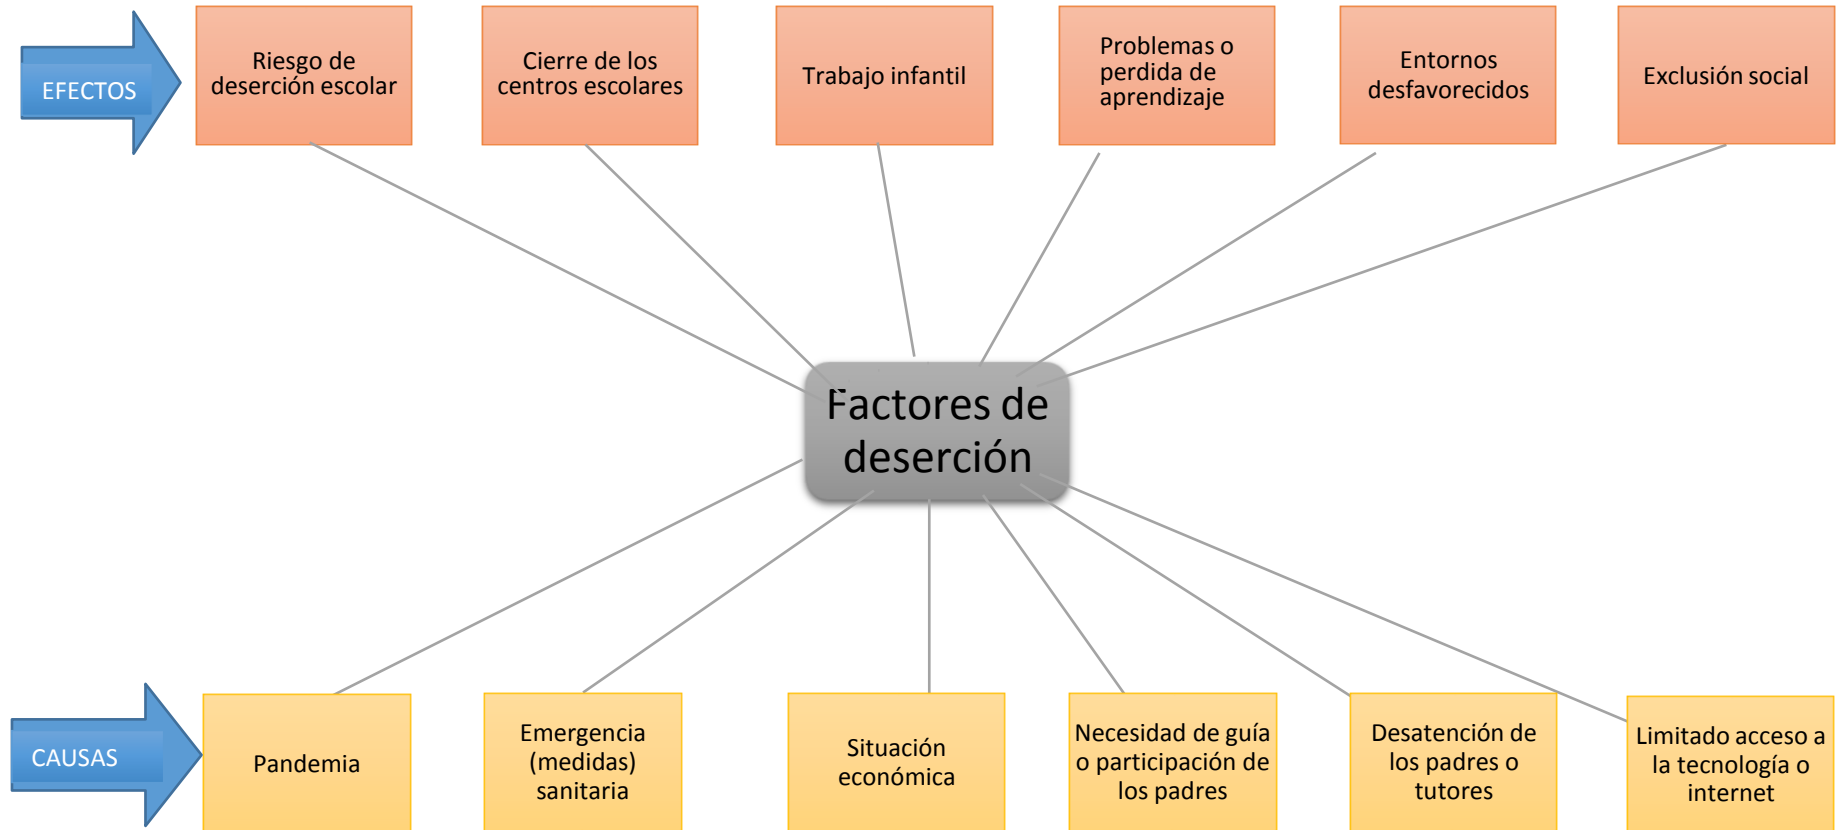 EFECTOS
Riesgo de
deserción escolar
Cierre de los
centros escolares
Trabajo infantil
Problemas o
perdida de
aprendizaje
Entornos
desfavorecidos
Exclusión social
Factores de
deserción
CAUSAS
Pandemia
Emergencia
(medidas)
sanitaria
Situación
económica
Necesidad de guía
o participación de
los padres
Desatención de
los padres o
tutores
Limitado acceso a
la tecnología o
internet